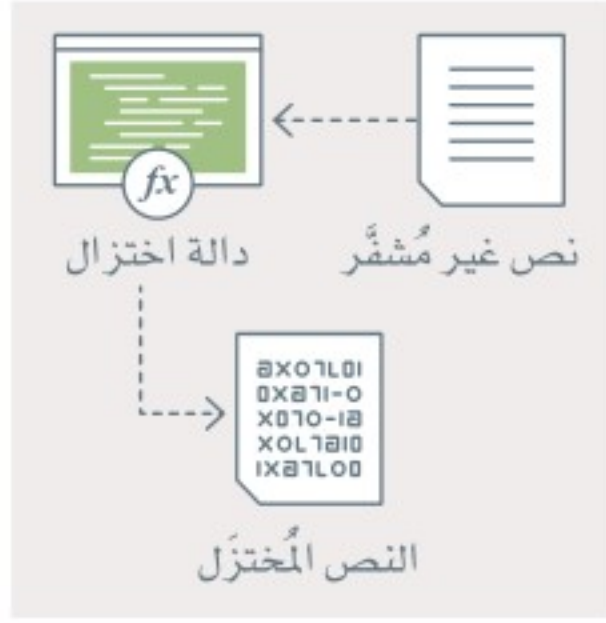 نص غير مُشفَّر
دالة اختزال
fx
النص المُختزَل